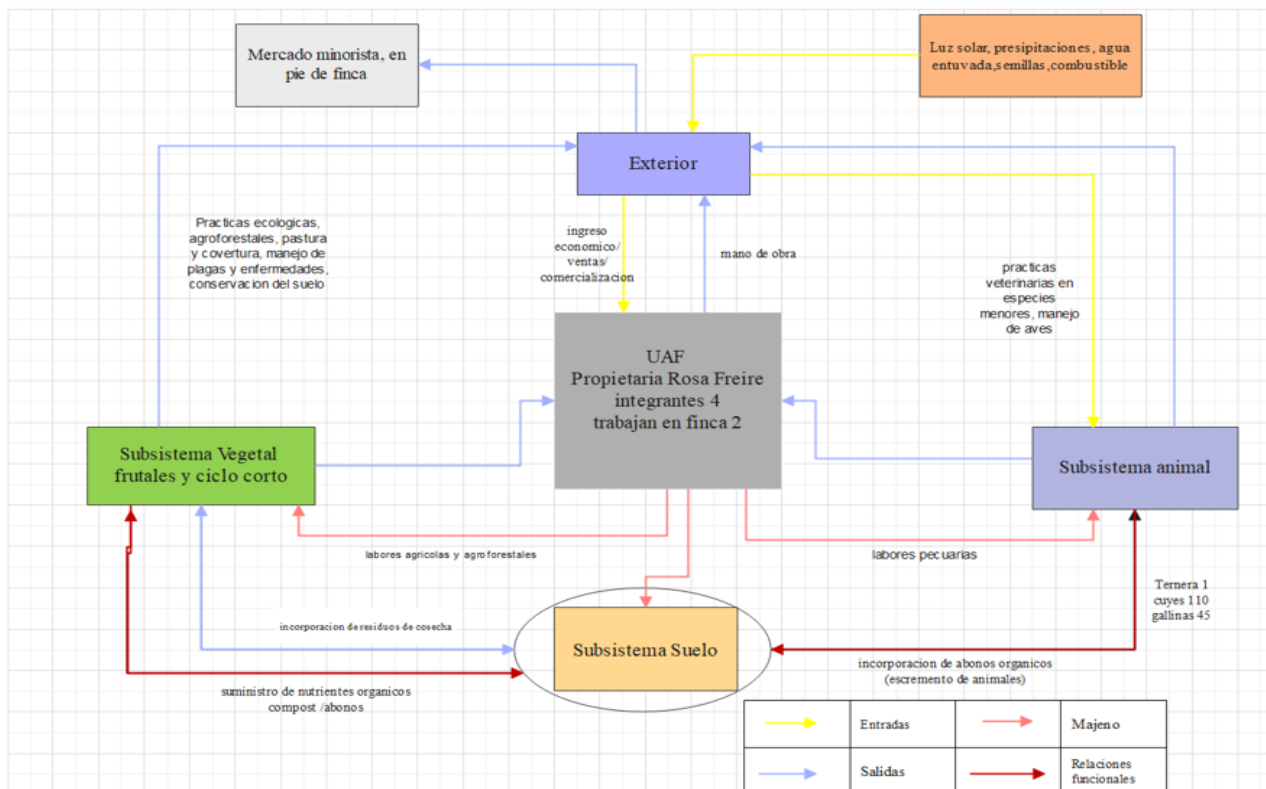 Mercado minorista, en
pie de finca
Luz solar, presipitaciones, agua
entuvada,semillas,combustible
Exterior
Practicas ecologicas,
agroforestales, pastura
y covertura, manejo de
plagas y enfermedades,
conservacion del suelo
ingreso
economico/
ventas/
comercialización
mano de obra
practicas
veterinarias en
especies
menores, manejo
de aves
UAF
Propietaria Rosa Freire
integrantes 4
trabajan en finca 2
Subsistema Vegetal
frutales y ciclo corto
Subsistema animal
labores agricolas y agroforestales
labores pecuarias
Ternera 1
cuyes 110
gallinas 45
incorporacion de residuos de cosecha
Subsistema Suelo
incorporacion de abonos organicos
(escremento de animales)
suministro de nutrientes organicos
compost /abonos
Entradas
Majeno
Salidas
Relaciones
funcionales